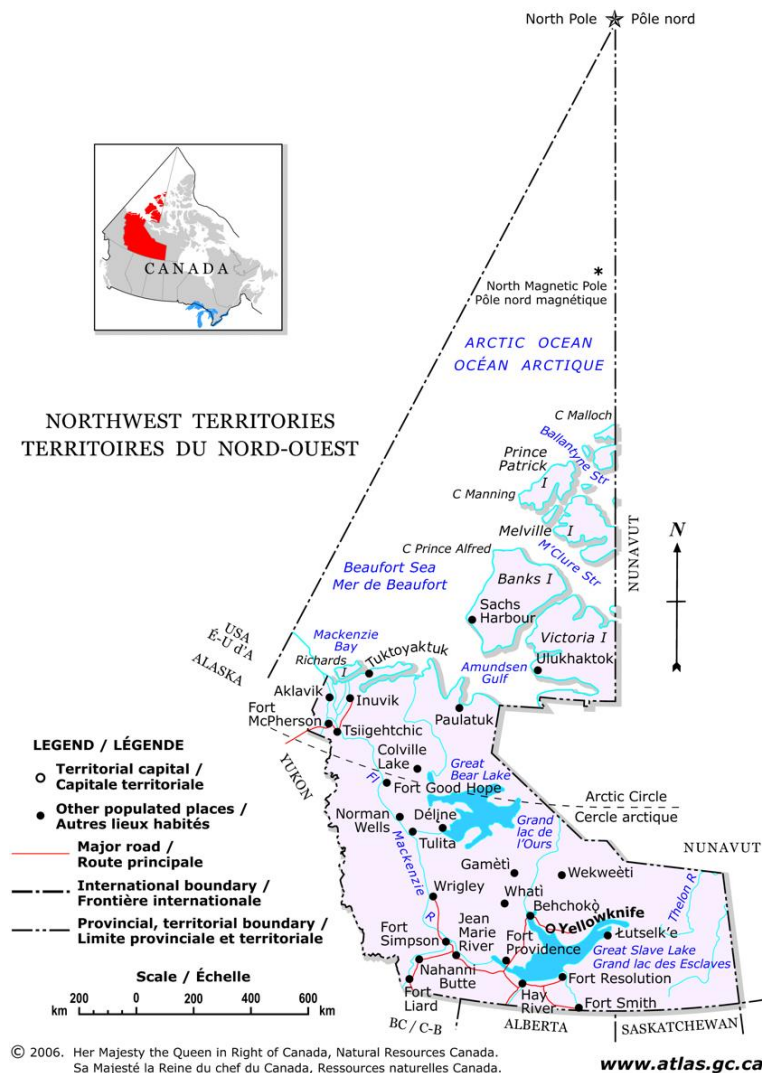 North Pole
Pôle nord
North Magnetic Pole
Pôle nord magnétique
ARCTIC OCEAN
OCÉAN ARCTIQUE
CANADA
NORTHWEST TERRITORIES
TERRITOIRES DU NORD-OUEST
C Malloch
Ballantyne Str
Prince
Patrick
I
C Manning
Melville I
M'Clure Str
NUNAVUT
N
C Prince Alfred
Beaufort Sea
Mer de Beaufort
Banks I
Sachs
Harbour
Victoria I
Ulukhaktok
Amundsen
Gulf
USA
É-U d'A
ALASKA
Mackenzie
Bay
Richards
I
Tuktoyaktuk
Aklavik
Inuvik
Fort
McPherson
Tsiigehtchic
Paulatuk
YUKON
Colville
Lake
Great
Bear Lake
Fort Good Hope
Arctic Circle
Cercle arctique
Norman
Wells
Déline
Tulita
Grand
lac de
l'Ours
Fl
Mackenzie
R
Gamètì
Wekweètì
NUNAVUT
Wrigley
Whatì
Behchokò
Yellowknife
Thelon R
Fort
Simpson
Jean
Marie
River
Fort
Providence
Lutselk'e
Great Slave Lake
Grand lac des Esclaves
Nahanni
Butte
Fort Resolution
Fort
Liard
Hay
River
Fort Smith
BC / C-B
ALBERTA
SASKATCHEWAN
LEGEND / LÉGENDE
Territorial capital /
Capitale territoriale
Other populated places /
Autres lieux habités
Major road /
Route principale
International boundary /
Frontière internationale
Provincial, territorial boundary /
Limite provinciale et territoriale
Scale / Échelle
km 200 0 200 400 600 km
© 2006. Her Majesty the Queen in Right of Canada, Natural Resources Canada.
Sa Majesté la Reine du chef du Canada, Ressources naturelles Canada.
www.atlas.gc.ca